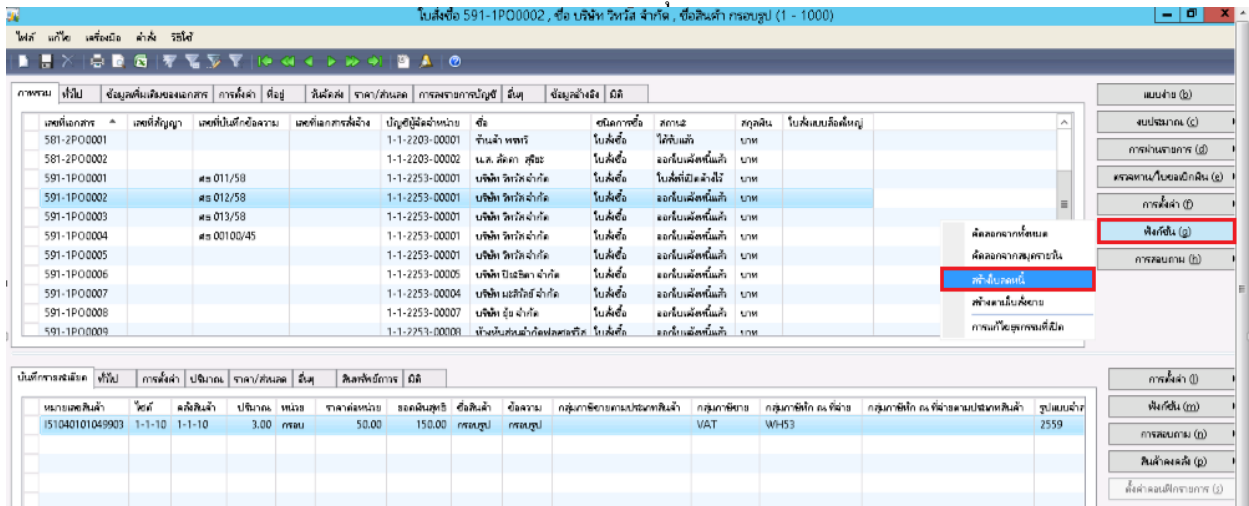 ใบสั่งซื้อ 591-1PO0002 , ชื่อ บริษัท วิทวัส จำกัด , ชื่อสินค้า กรอบรูป (1 - 1000)
ไฟล์ แก้ไข เครื่องมือ คำสั่ง วิธีใช้
ภาพรวม ทั่วไป ข้อมูลเพิ่มเติมของเอกสาร การตั้งค่า ที่อยู่ วันจัดส่ง ราคา/ส่วนลด การลงรายการบัญชี อื่นๆ ข้อมูลอ้างอิง มิติ
เลขที่เอกสาร เลขที่สัญญา เลขที่บันทึกข้อความ เลขที่เอกสารสั่งจ้าง บัญชีผู้จัดจำหน่าย ชื่อ ชนิดการซื้อ สถานะ สกุลเงิน ใบสั่งแบบล็อตใหญ่
581-2PO0001 1-1-2203-00001 ร้านค้า พรทวี ใบสั่งซื้อ ได้รับแล้ว บาท
581-2PO0002 1-1-2203-00002 น.ส. ลัดดา สุริยะ ใบสั่งซื้อ ออกใบแจ้งหนี้แล้ว บาท
591-1PO0001 ศธ 011/58 1-1-2253-00001 บริษัท วิทวัส จำกัด ใบสั่งซื้อ ใบสั่งที่เปิดค้างไว้ บาท
591-1PO0002 ศธ 012/58 1-1-2253-00001 บริษัท วิทวัส จำกัด ใบสั่งซื้อ ออกใบแจ้งหนี้แล้ว บาท
591-1PO0003 ศธ 013/58 1-1-2253-00001 บริษัท วิทวัส จำกัด ใบสั่งซื้อ ออกใบแจ้งหนี้แล้ว บาท
591-1PO0004 ศธ 00100/45 1-1-2253-00001 บริษัท วิทวัส จำกัด ใบสั่งซื้อ ออกใบแจ้งหนี้แล้ว บาท
591-1PO0005 1-1-2253-00001 บริษัท วิทวัส จำกัด ใบสั่งซื้อ ออกใบแจ้งหนี้แล้ว บาท
591-1PO0006 1-1-2253-00005 บริษัท ปิยะธิดา จำกัด ใบสั่งซื้อ ออกใบแจ้งหนี้แล้ว บาท
591-1PO0007 1-1-2253-00004 บริษัท จำกัด ใบสั่งซื้อ ออกใบแจ้งหนี้แล้ว บาท
591-1PO0008 1-1-2253-00007 บริษัท อุ้ย จำกัด ใบสั่งซื้อ ออกใบแจ้งหนี้แล้ว บาท
591-1PO0009 1-1-2253-00008 ห้างหุ้นส่วนจำกัด ใบสั่งซื้อ ออกใบแจ้งหนี้แล้ว บาท
แบบง่าย (b)
งบประมาณ (c)
การผ่านรายการ (d)
ตรวจทาน/ใบขอเบิกเงิน (e)
การตั้งค่า (f)
ฟังก์ชัน (g)
การสอบถาม (h)
คัดลอกจากทั้งหมด
คัดลอกจากสมุดรายวัน
สร้างใบลดหนี้
สร้างตามใบสั่งขาย
การแก้ไขธุรกรรมที่เปิด
บันทึกรายละเอียด ทั่วไป การตั้งค่า ปริมาณ ราคา/ส่วนลด อื่นๆ สินทรัพย์ถาวร มิติ
หมายเลขสินค้า ไซต์ คลังสินค้า ปริมาณ หน่วย ราคาต่อหน่วย ยอดเงินสุทธิ ชื่อสินค้า ข้อความ กลุ่มภาษีขายตามประเภทสินค้า กลุ่มภาษีขาย กลุ่มภาษีหัก ณ ที่จ่าย กลุ่มภาษีหัก ณ ที่จ่ายตามประเภทสินค้า
I51040101049903 1-1-10 1-1-10 3.00 กรอบ 50.00 150.00 กรอบรูป กรอบรูป VAT WH53 2559
การตั้งค่า (l)
ฟังก์ชัน (m)
การสอบถาม (n)
สินค้าคงคลัง (p)